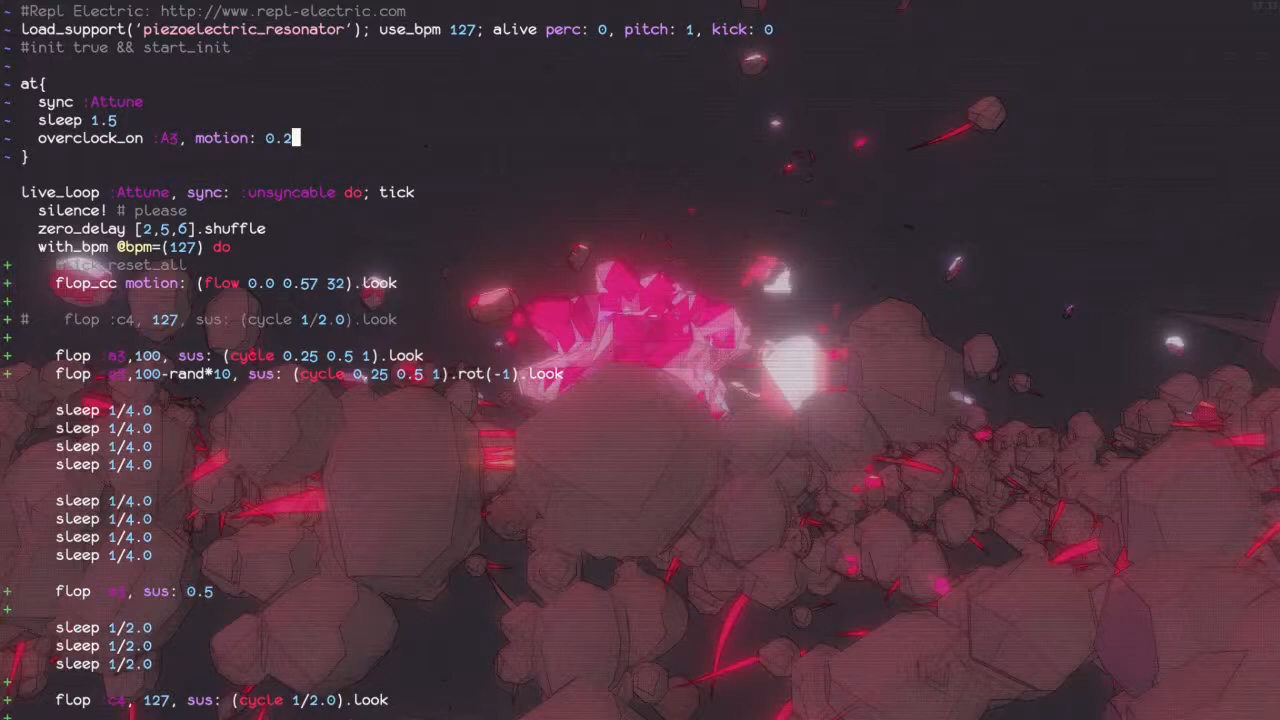 ~ #Repl Electric: http://www.repl-electric.com
~ load_support('piezoelectric_resonator'); use_bpm 127; alive perc: 0, pitch: 1, kick: 0
~ #init true && start_init
~
~ at{
~ sync :Attune
~ sleep 1.5
~ overclock_on :A3, motion: 0.2
~ }
live_loop :Attune, sync: :unsyncable do; tick
silence! # please
zero_delay [2,5,6].shuffle
with_bpm @bpm=(127) do
+ #tick_reset_all
+ flop_cc motion: (flow 0.0 0.57 32).look
+
+ # flop :c4, 127, sus: (cycle 1/2.0).look
+
+ flop :a3,100, sus: (cycle 0.25 0.5 1).look
+ flop ,100-rand*10, sus: (cycle 0.25 0.5 1).rot(-1).look
sleep 1/4.0
sleep 1/4.0
sleep 1/4.0
sleep 1/4.0
sleep 1/4.0
sleep 1/4.0
sleep 1/4.0
sleep 1/4.0
+ flop , sus: 0.5
+
sleep 1/2.0
sleep 1/2.0
sleep 1/2.0
+
+ flop :c4, 127, sus: (cycle 1/2.0).look
+